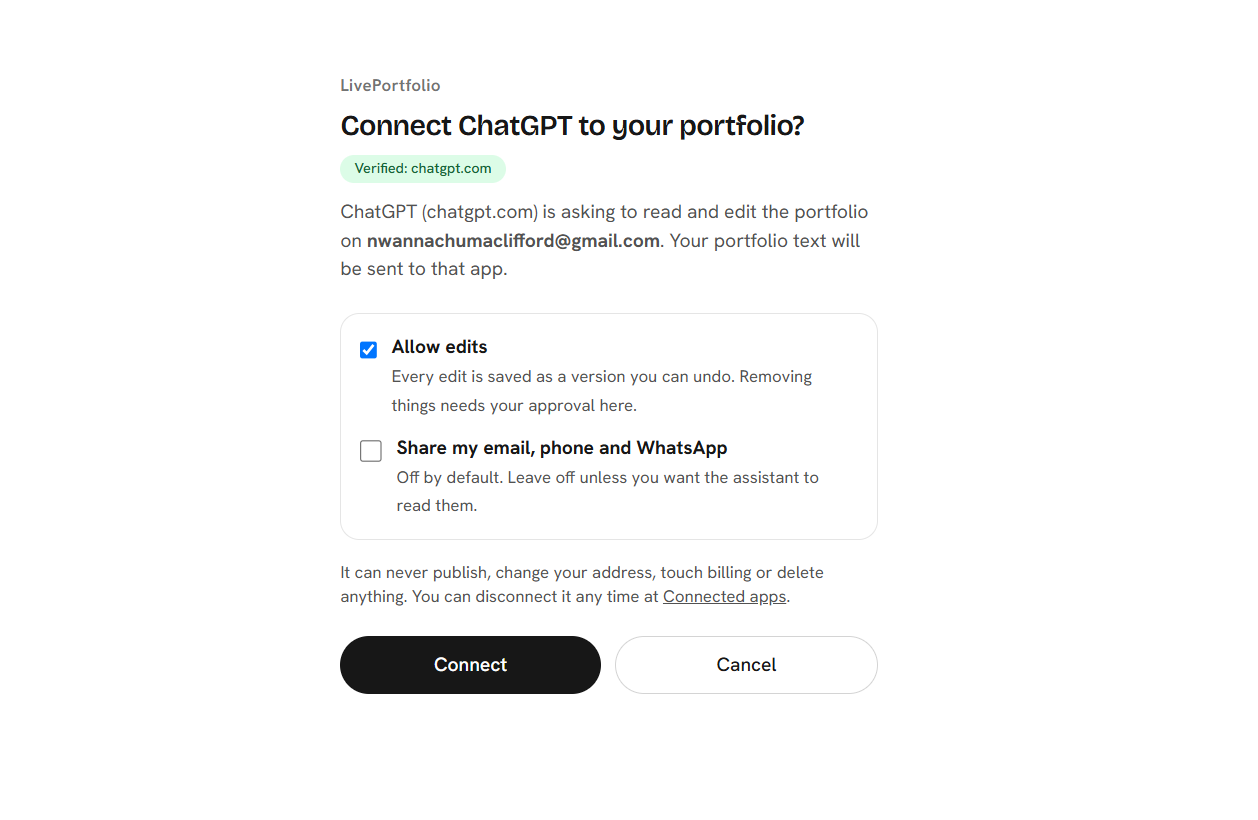 LivePortfolio
Connect ChatGPT to your portfolio?
Verified: chatgpt.com
ChatGPT (chatgpt.com) is asking to read and edit the portfolio
on nwannachumaclifford@gmail.com. Your portfolio text will
be sent to that app.
Allow edits
Every edit is saved as a version you can undo. Removing
things needs your approval here.
Share my email, phone and WhatsApp
Off by default. Leave off unless you want the assistant to
read them.
It can never publish, change your address, touch billing or delete
anything. You can disconnect it any time at Connected apps.
Connect
Cancel